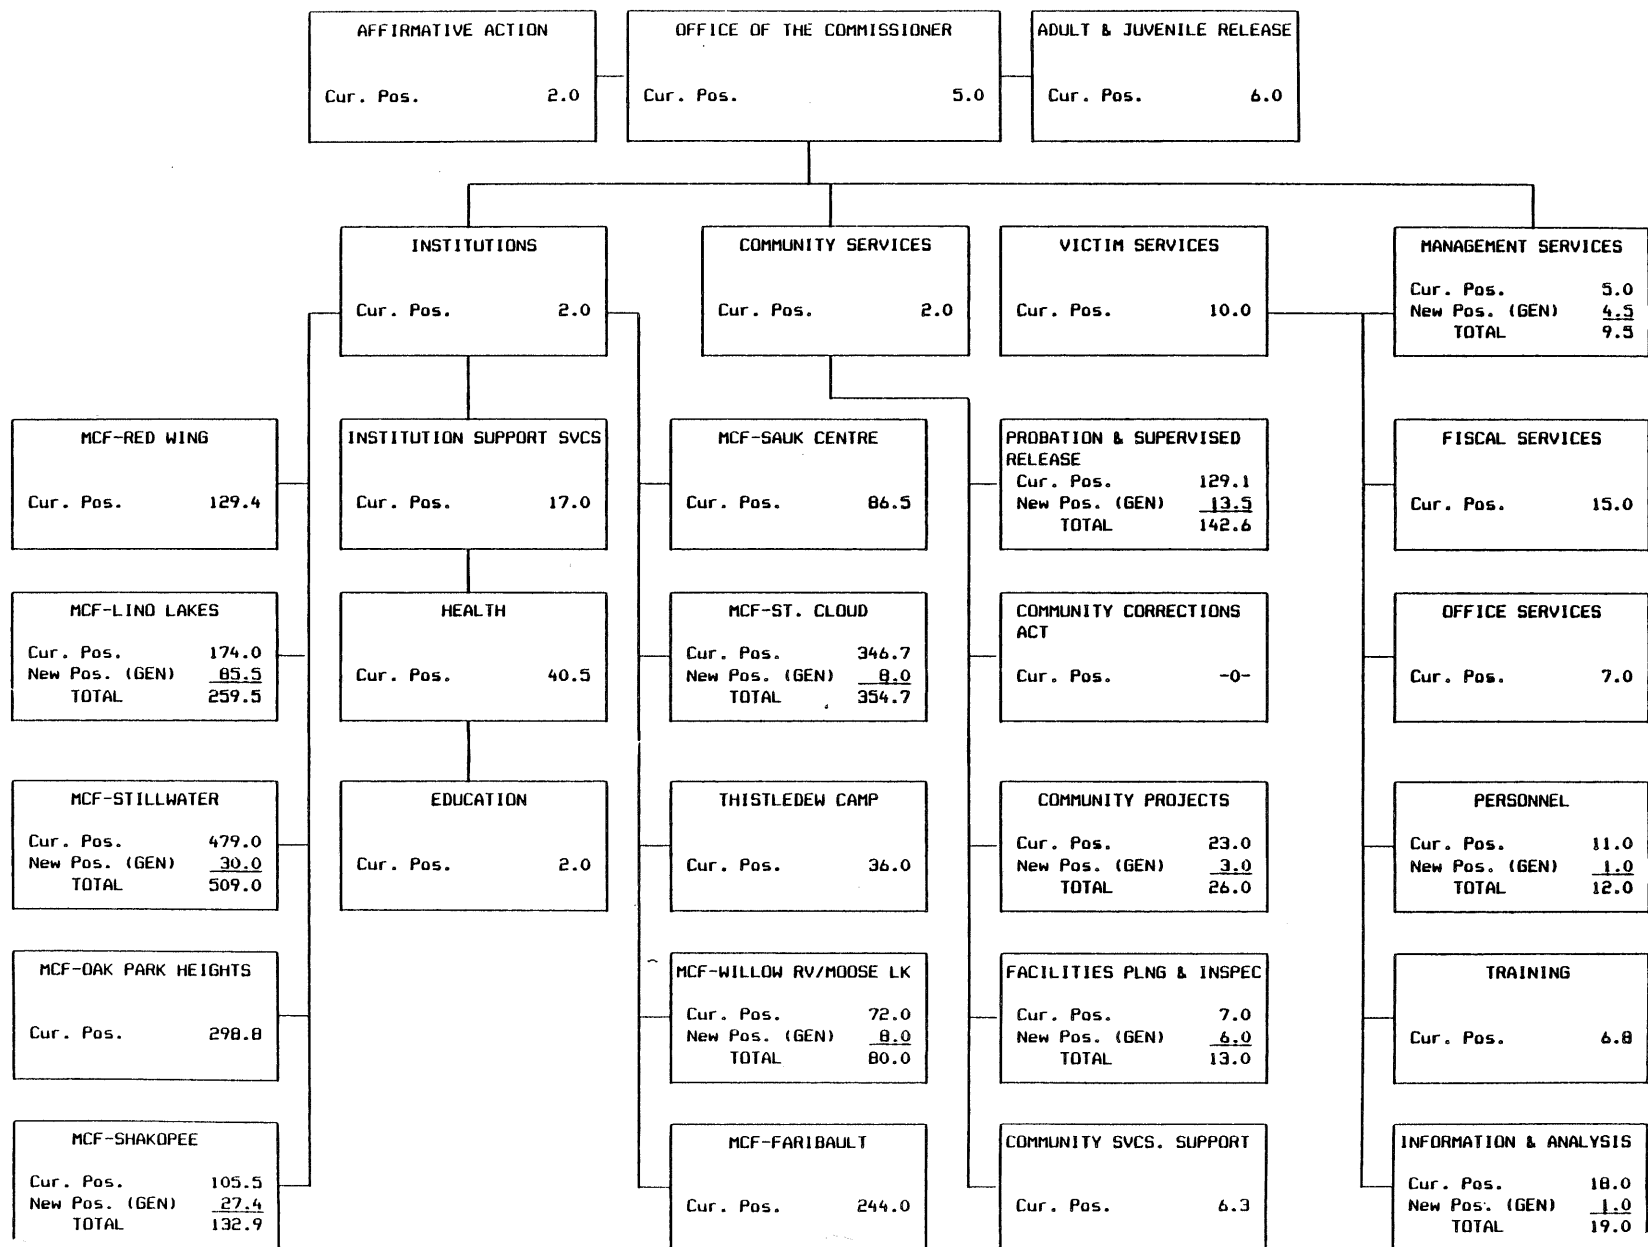 AFFIRMATIVE ACTION
Cur. Pos. 2.0
OFFICE OF THE COMMISSIONER
Cur. Pos. 5.0
ADULT & JUVENILE RELEASE
Cur. Pos. 6.0
INSTITUTIONS
Cur. Pos. 2.0
COMMUNITY SERVICES
Cur. Pos. 2.0
VICTIM SERVICES
Cur. Pos. 10.0
MANAGEMENT SERVICES
Cur. Pos. 5.0
New Pos. (GEN) 4.5
TOTAL 9.5
MCF-RED WING
Cur. Pos. 129.4
INSTITUTION SUPPORT SVCS
Cur. Pos. 17.0
MCF-SAUK CENTRE
Cur. Pos. 86.5
PROBATION & SUPERVISED
RELEASE
Cur. Pos. 129.1
New Pos. (GEN) 13.5
TOTAL 142.6
FISCAL SERVICES
Cur. Pos. 15.0
MCF-LINO LAKES
Cur. Pos. 174.0
New Pos. (GEN) 85.5
TOTAL 259.5
HEALTH
Cur. Pos. 40.5
MCF-ST. CLOUD
Cur. Pos. 346.7
New Pos. (GEN) 8.0
TOTAL 354.7
COMMUNITY CORRECTIONS
ACT
Cur. Pos. -0-
OFFICE SERVICES
Cur. Pos. 7.0
MCF-STILLWATER
Cur. Pos. 479.0
New Pos. (GEN) 30.0
TOTAL 509.0
EDUCATION
Cur. Pos. 2.0
THISTLEDEW CAMP
Cur. Pos. 36.0
COMMUNITY PROJECTS
Cur. Pos. 23.0
New Pos. (GEN) 3.0
TOTAL 26.0
PERSONNEL
Cur. Pos. 11.0
New Pos. (GEN) 1.0
TOTAL 12.0
MCF-OAK PARK HEIGHTS
Cur. Pos. 298.8
MCF-WILLOW RV/MOOSE LK
Cur. Pos. 72.0
New Pos. (GEN) 8.0
TOTAL 80.0
FACILITIES PLNG & INSPEC
Cur. Pos. 7.0
New Pos. (GEN) 6.0
TOTAL 13.0
TRAINING
Cur. Pos. 6.8
MCF-SHAKOPEE
Cur. Pos. 105.5
New Pos. (GEN) 27.4
TOTAL 132.9
MCF-FARIBAULT
Cur. Pos. 244.0
COMMUNITY SVCS. SUPPORT
Cur. Pos. 6.3
INFORMATION & ANALYSIS
Cur. Pos. 18.0
New Pos. (GEN) 1.0
TOTAL 19.0